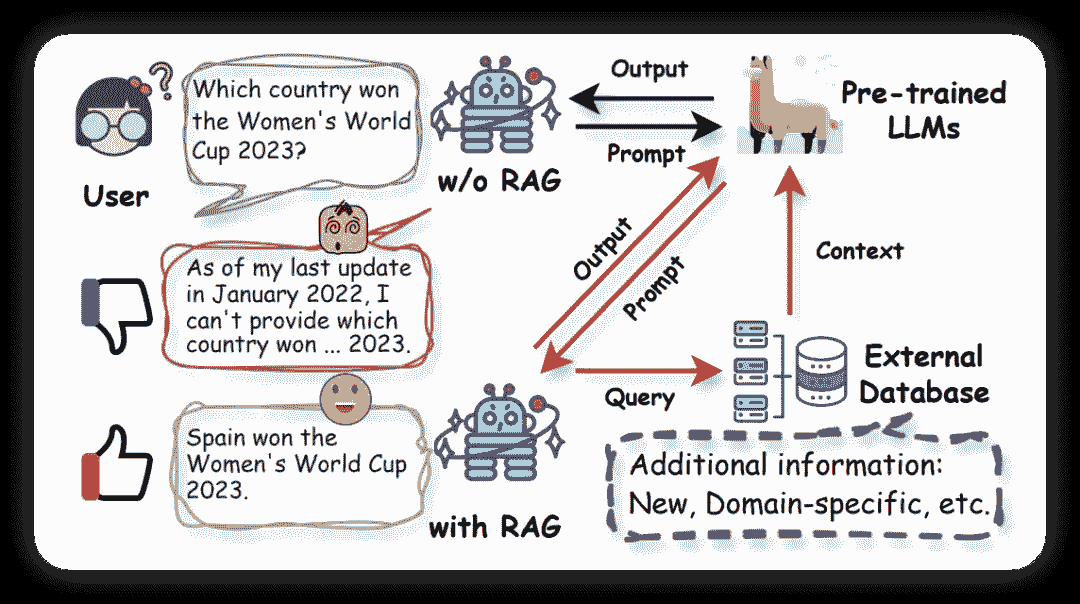 Which country won
the Women's World
Cup 2023?
User
w/o RAG
Output
Prompt
Pre-trained
LLMs
As of my last update
in January 2022, I
can't provide which
country won ... 2023.
Output
Prompt
Context
Query
External
Database
Spain won the
Women's World Cup
2023.
with RAG
Additional information:
New, Domain-specific, etc.